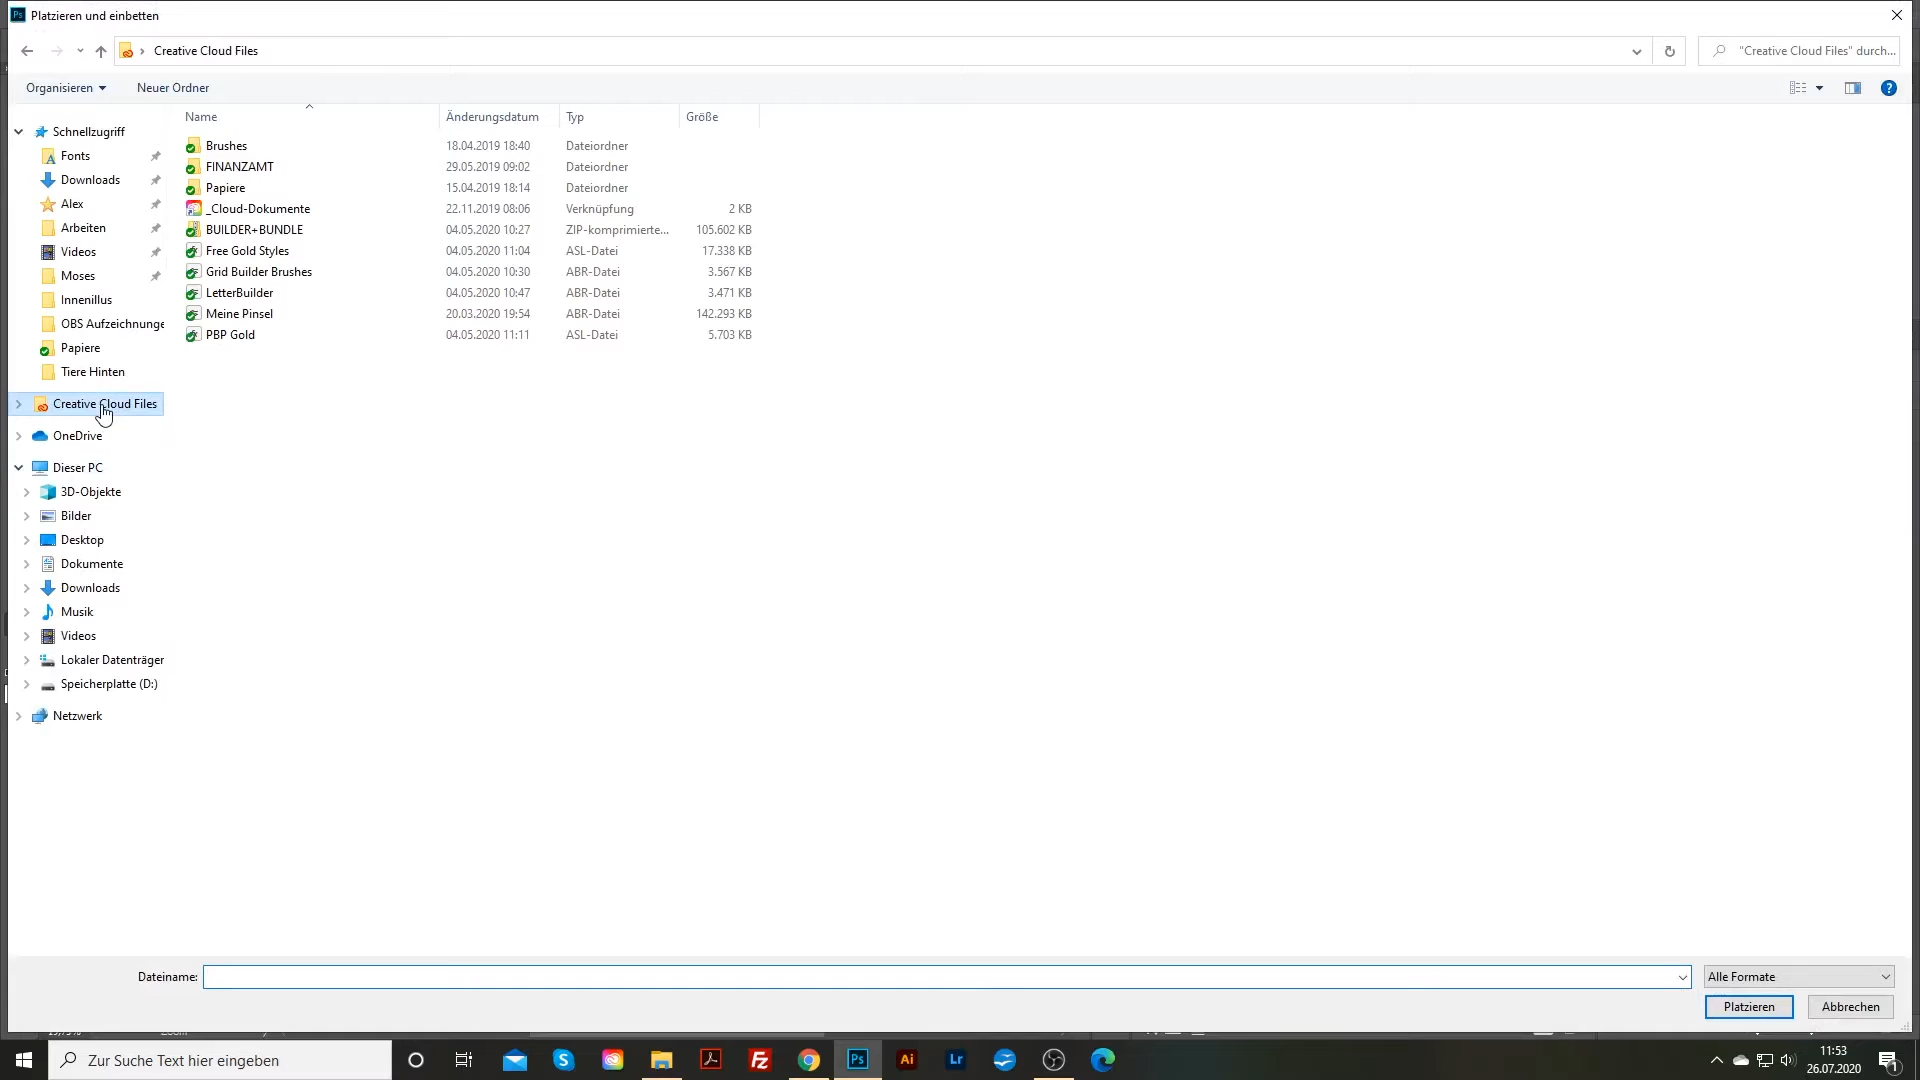 Platzieren und einbetten
Creative Cloud Files
"Creative Cloud Files" durch...
Organisieren
Neuer Ordner
Name Änderungsdatum Typ Größe
Brushes 18.04.2019 18:40 Dateiordner
FINANZAMT 29.05.2019 09:02 Dateiordner
Papiere 15.04.2019 18:14 Dateiordner
_Cloud-Dokumente 22.11.2019 08:06 Verknüpfung 2 KB
BUILDER+BUNDLE 04.05.2020 10:27 ZIP-komprimierte... 105.602 KB
Free Gold Styles 04.05.2020 11:04 ASL-Datei 17.338 KB
Grid Builder Brushes 04.05.2020 10:30 ABR-Datei 3.567 KB
LetterBuilder 04.05.2020 10:47 ABR-Datei 3.471 KB
Meine Pinsel 20.03.2020 19:54 ABR-Datei 142.293 KB
PBP Gold 04.05.2020 11:11 ASL-Datei 5.703 KB
Schnellzugriff
Fonts
Downloads
Alex
Arbeiten
Videos
Moses
Innenillus
OBS Aufzeichnunge
Papiere
Tiere Hinten
Creative Cloud Files
OneDrive
Dieser PC
3D-Objekte
Bilder
Desktop
Dokumente
Downloads
Musik
Videos
Lokaler Datenträger
Speicherplatte (D:)
Netzwerk
Dateiname:
Alle Formate
Platzieren
Abbrechen
Zur Suche Text hier eingeben
Ps
Ai
Lr
11:53
26.07.2020
1